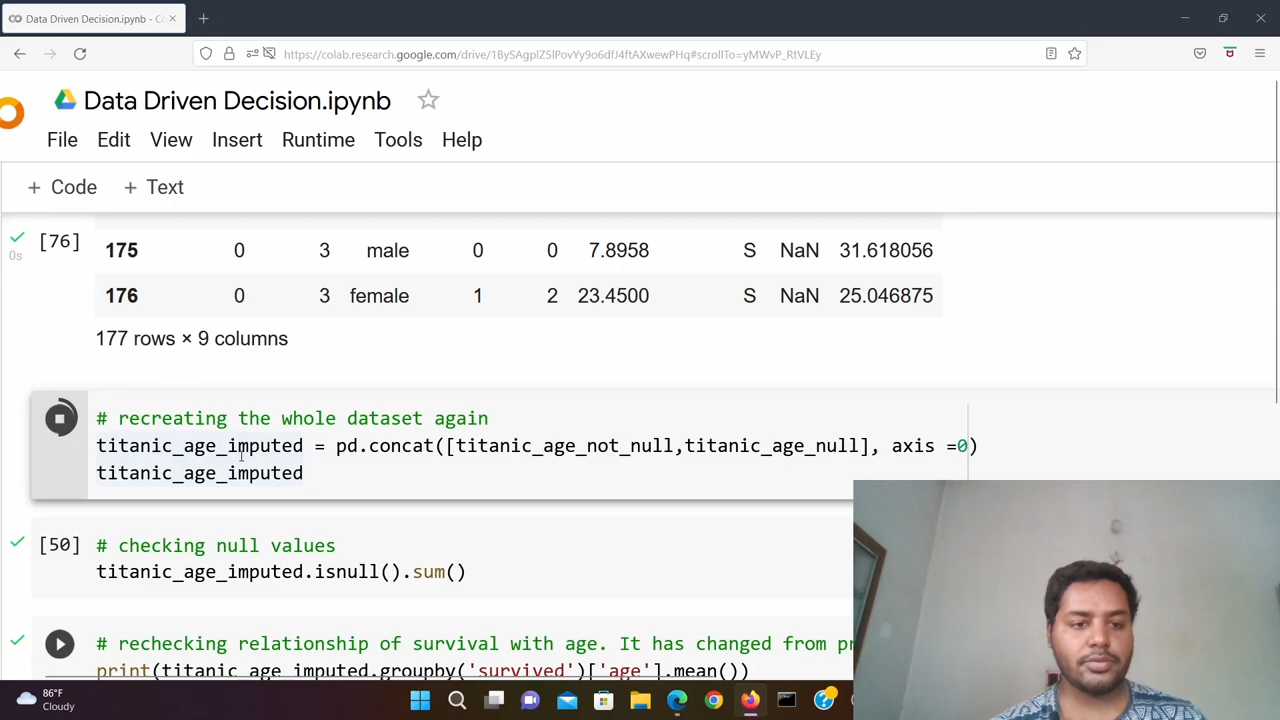 Data Driven Decision.ipynb - Co
https://colab.research.google.com/drive/1BySAgplZ5lPovYy9o6dfJ4ftAXwewPHq#scrollTo=yMWvP_RtVLEy
Data Driven Decision.ipynb
File Edit View Insert Runtime Tools Help
+ Code + Text
[76] 175 0 3 male 0 0 7.8958 S NaN 31.618056
0s
176 0 3 female 1 2 23.4500 S NaN 25.046875
177 rows × 9 columns
# recreating the whole dataset again
titanic_age_imputed = pd.concat([titanic_age_not_null,titanic_age_null], axis =0)
titanic_age_imputed
[50] # checking null values
titanic_age_imputed.isnull().sum()
# rechecking relationship of survival with age. It has changed from pr
print(titanic_age_imputed.groupby('survived')['age'].mean())
86°F
Cloudy